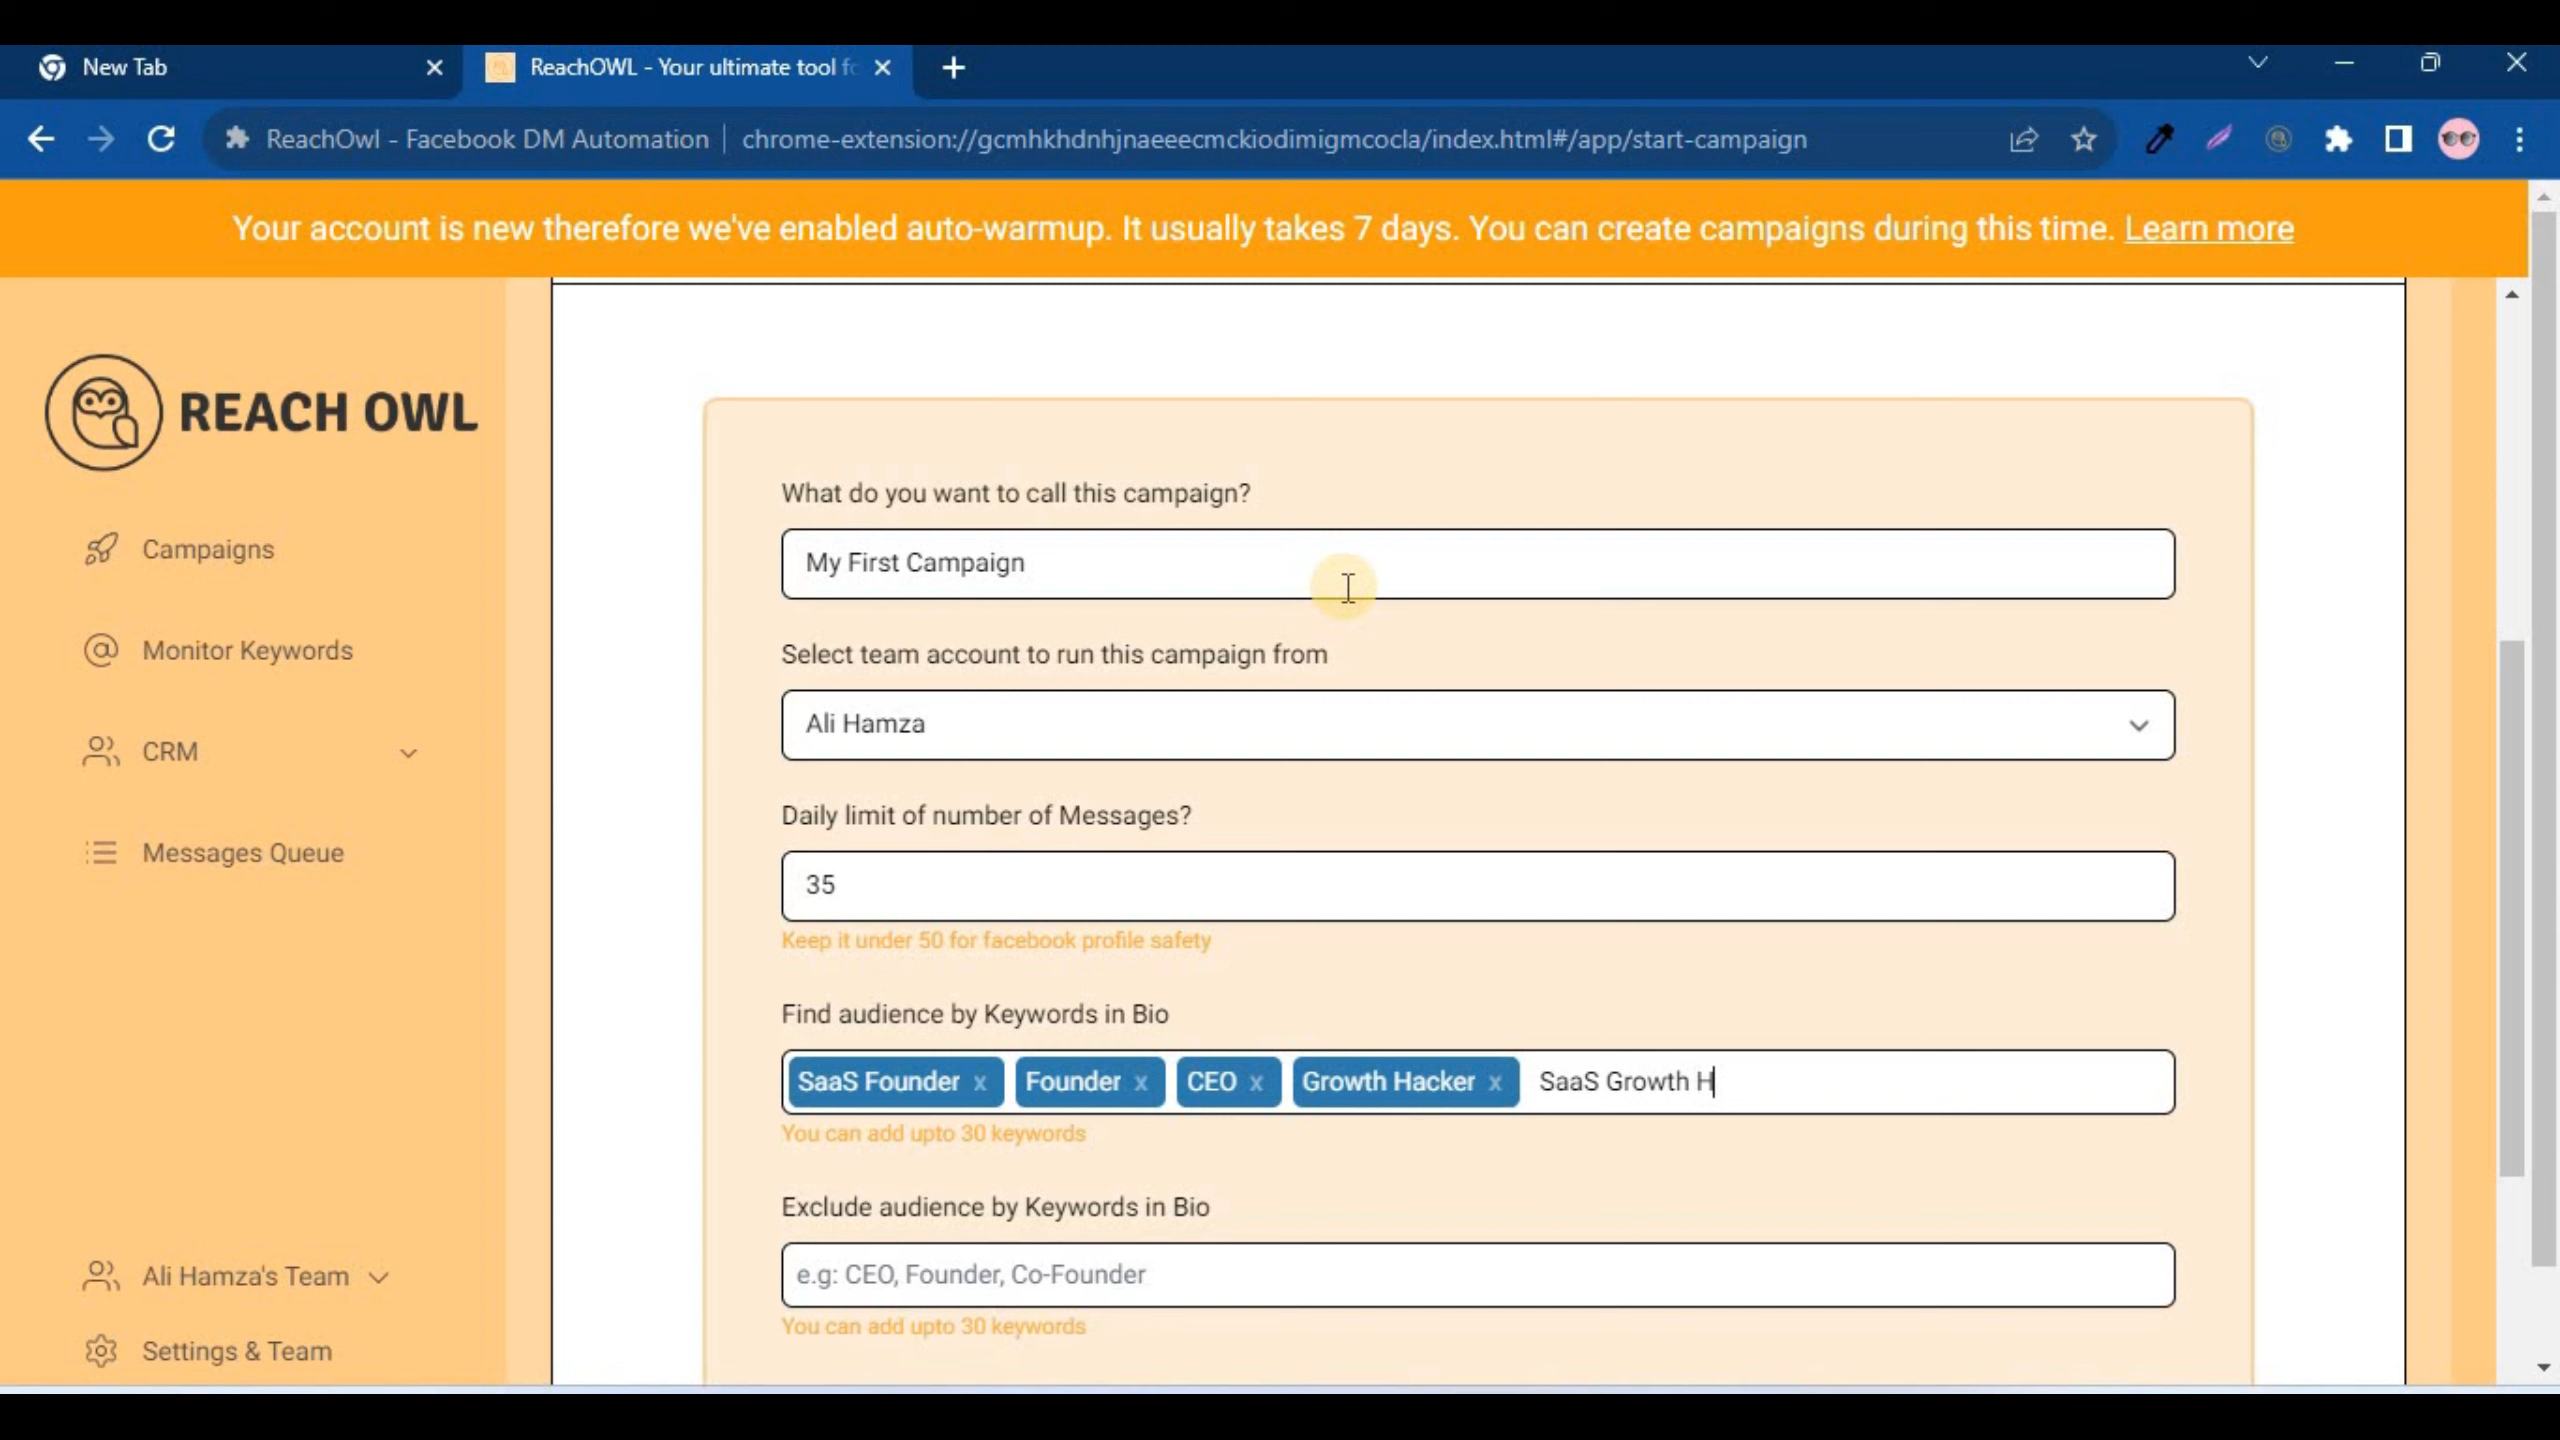 New Tab
ReachOWL - Your ultimate tool fo
ReachOwl - Facebook DM Automation
chrome-extension://gcmhkhdnhjnaeeecmckiodimigmcocla/index.html#/app/start-campaign
Your account is new therefore we've enabled auto-warmup. It usually takes 7 days. You can create campaigns during this time. Learn more
REACH OWL
Campaigns
Monitor Keywords
CRM
Messages Queue
Ali Hamza's Team
Settings & Team
What do you want to call this campaign?
My First Campaign
Select team account to run this campaign from
Ali Hamza
Daily limit of number of Messages?
35
Keep it under 50 for facebook profile safety
Find audience by Keywords in Bio
SaaS Founder x Founder x CEO x Growth Hacker x SaaS Growth H
You can add upto 30 keywords
Exclude audience by Keywords in Bio
e.g: CEO, Founder, Co-Founder
You can add upto 30 keywords